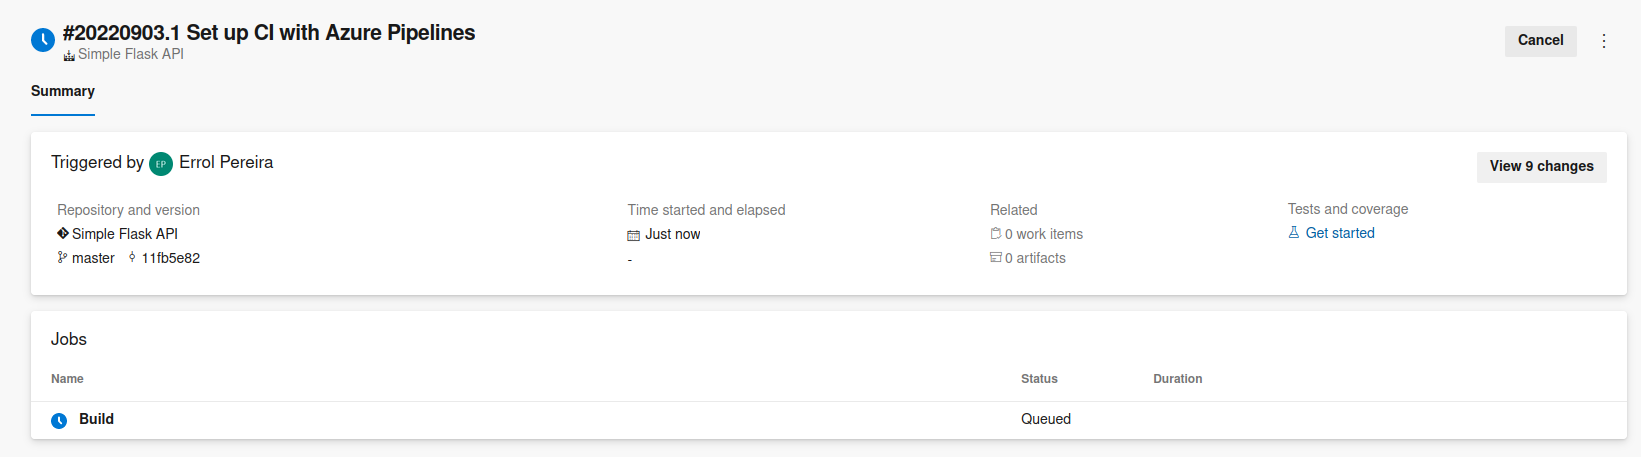 #20220903.1 Set up CI with Azure Pipelines
Simple Flask API
Cancel
Summary
Triggered by EP Errol Pereira
View 9 changes
Repository and version
Simple Flask API
master 11fb5e82
Time started and elapsed
Just now
-
Related
0 work items
0 artifacts
Tests and coverage
Get started
Jobs
Name Status Duration
Build Queued